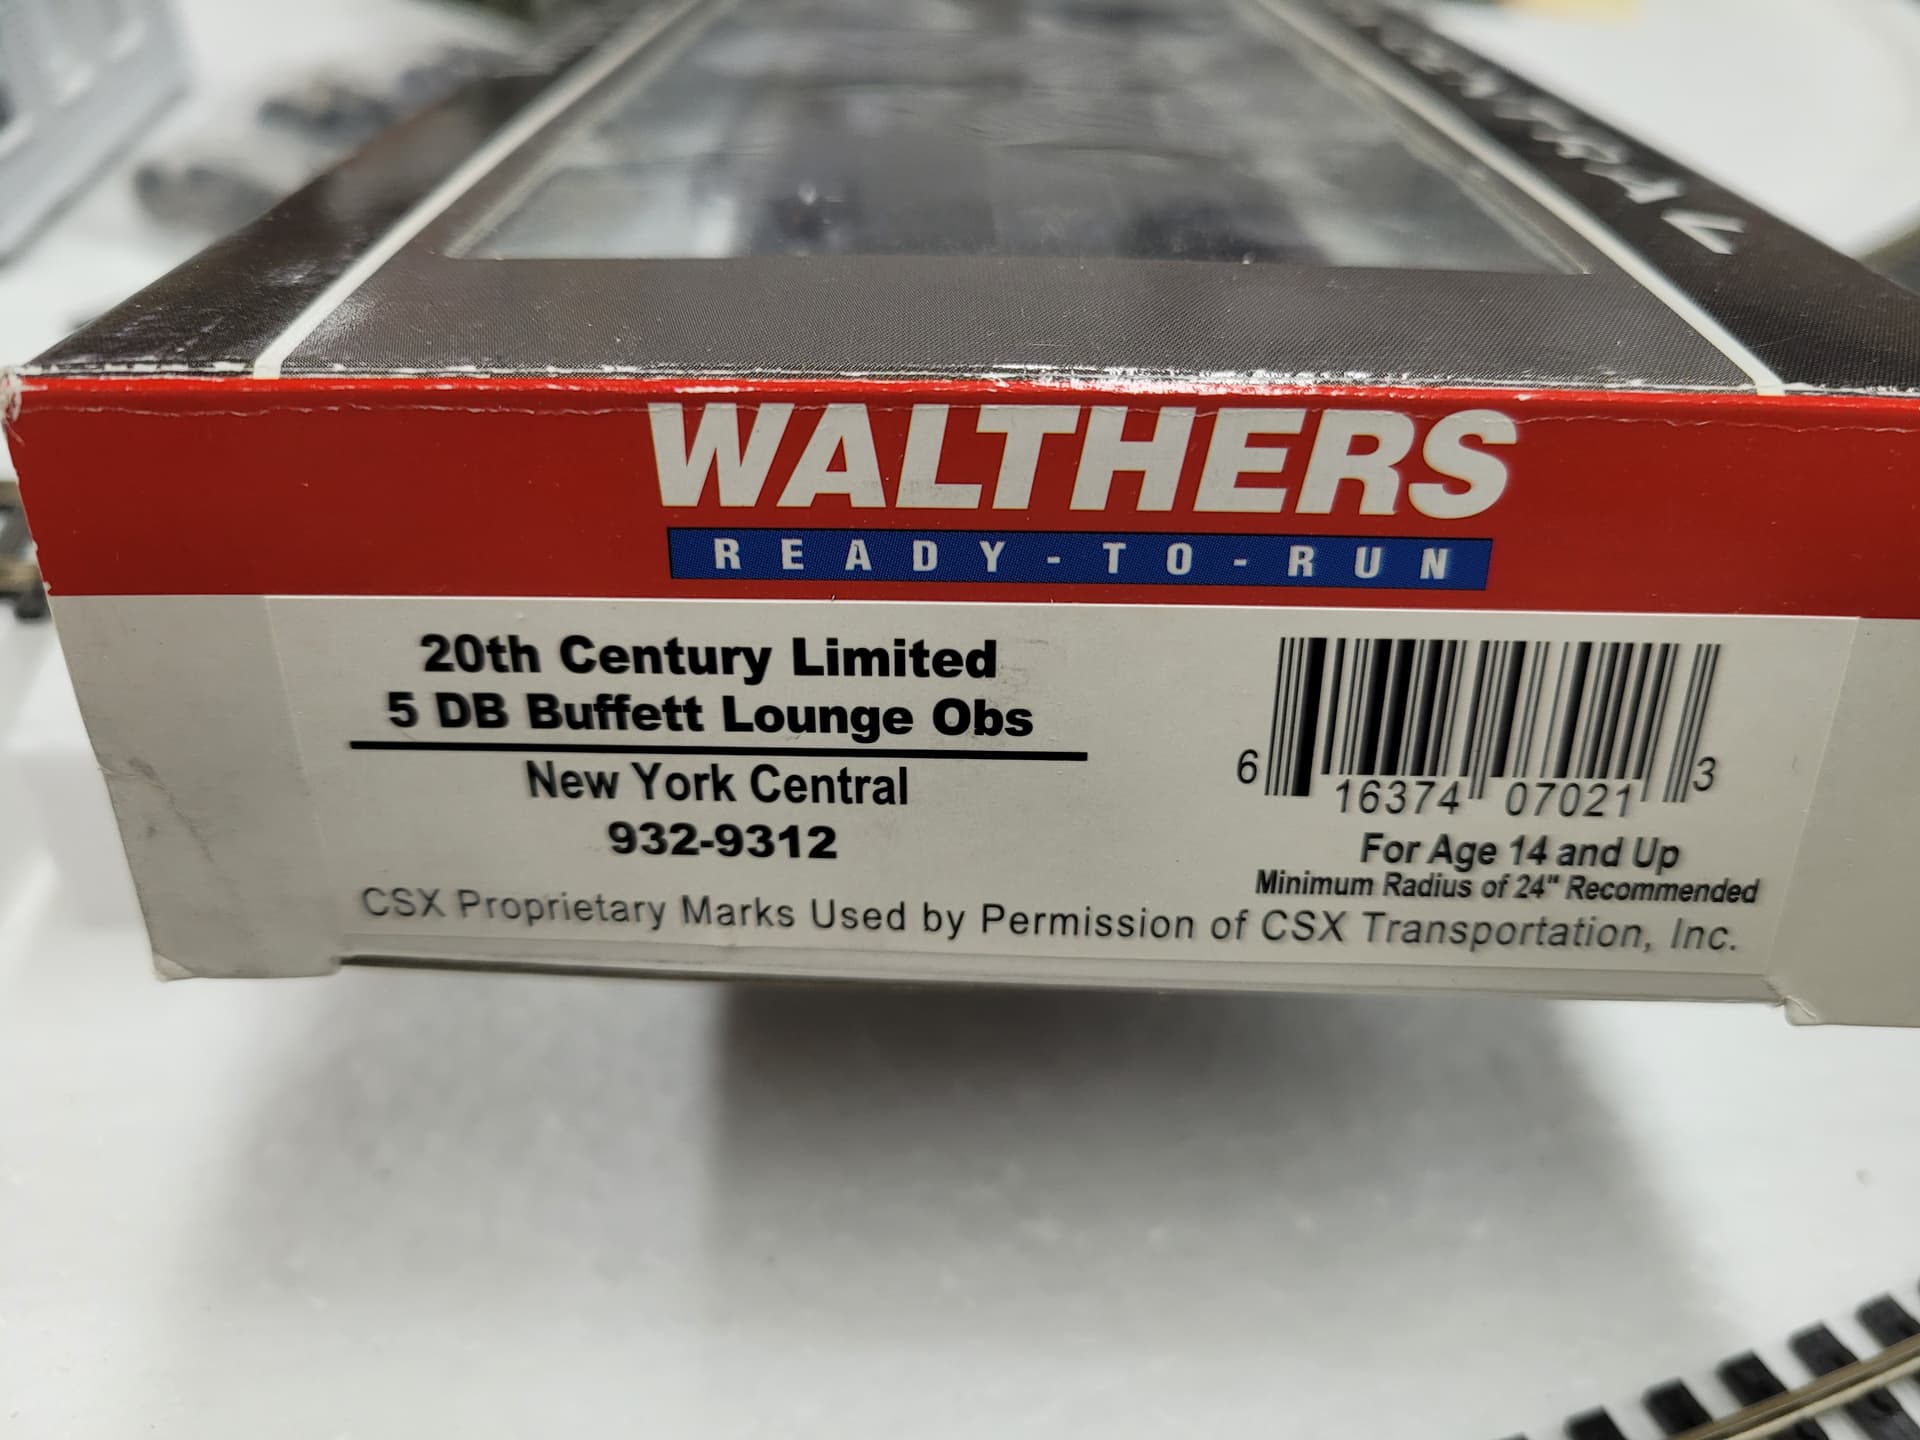 WALTHERS
READY-TO-RUN
20th Century Limited
5 DB Buffett Lounge Obs
New York Central
932-9312
6 16374 07021 3
For Age 14 and Up
Minimum Radius of 24" Recommended
CSX Proprietary Marks Used by Permission of CSX Transportation, Inc.